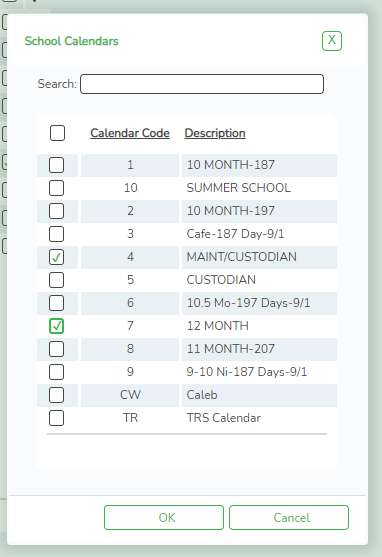 School Calendars X
Search:
Calendar Code Description
1 10 MONTH-187
10 SUMMER SCHOOL
2 10 MONTH-197
3 Cafe-187 Day-9/1
4 MAINT/CUSTODIAN
5 CUSTODIAN
6 10.5 Mo-197 Days-9/1
7 12 MONTH
8 11 MONTH-207
9 9-10 Ni-187 Days-9/1
CW Caleb
TR TRS Calendar
OK Cancel